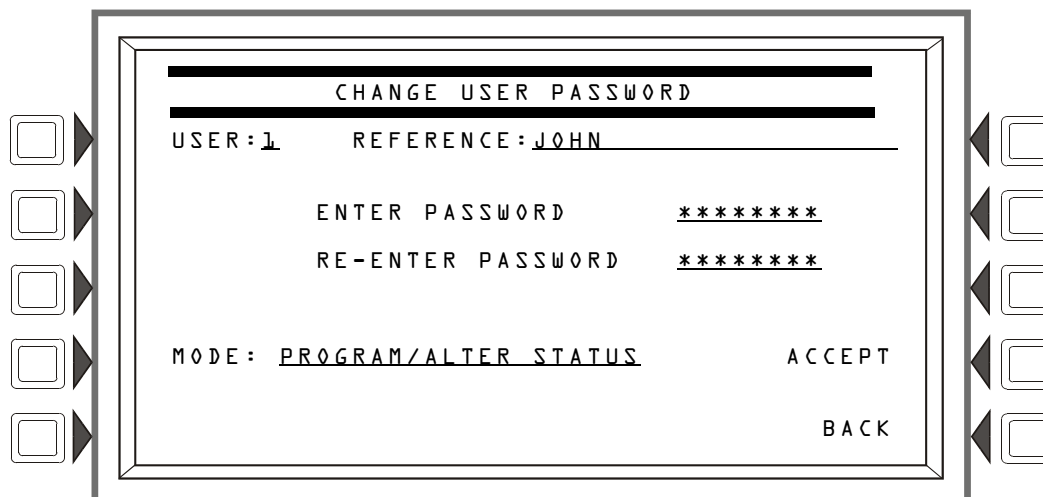 CHANGE USER PASSWORD
USER:1 REFERENCE:JOHN
ENTER PASSWORD ********
RE-ENTER PASSWORD ********
MODE: PROGRAM/ALTER STATUS ACCEPT
BACK